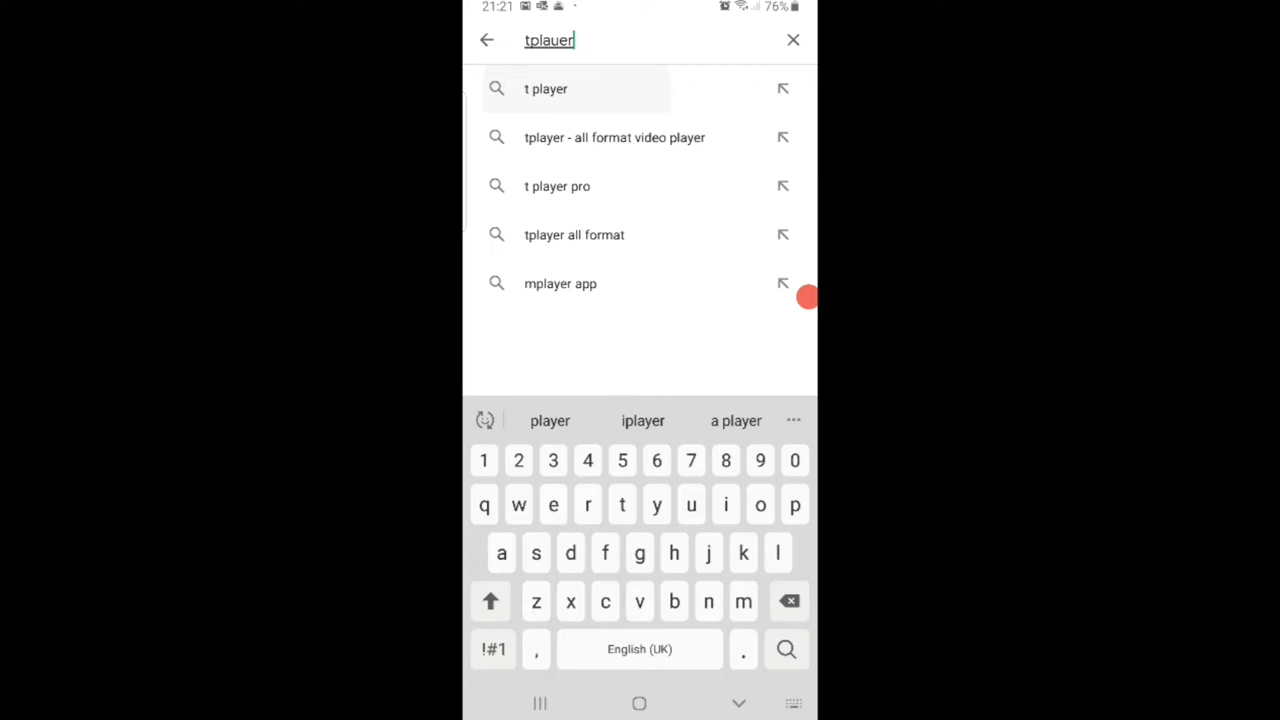 21:21 76%
tplauer
t player
tplayer - all format video player
t player pro
tplayer all format
mplayer app
player iplayer a player
1 2 3 4 5 6 7 8 9 0
q w e r t y u i o p
a s d f g h j k l
z x c v b n m
!#1 , English (UK) .